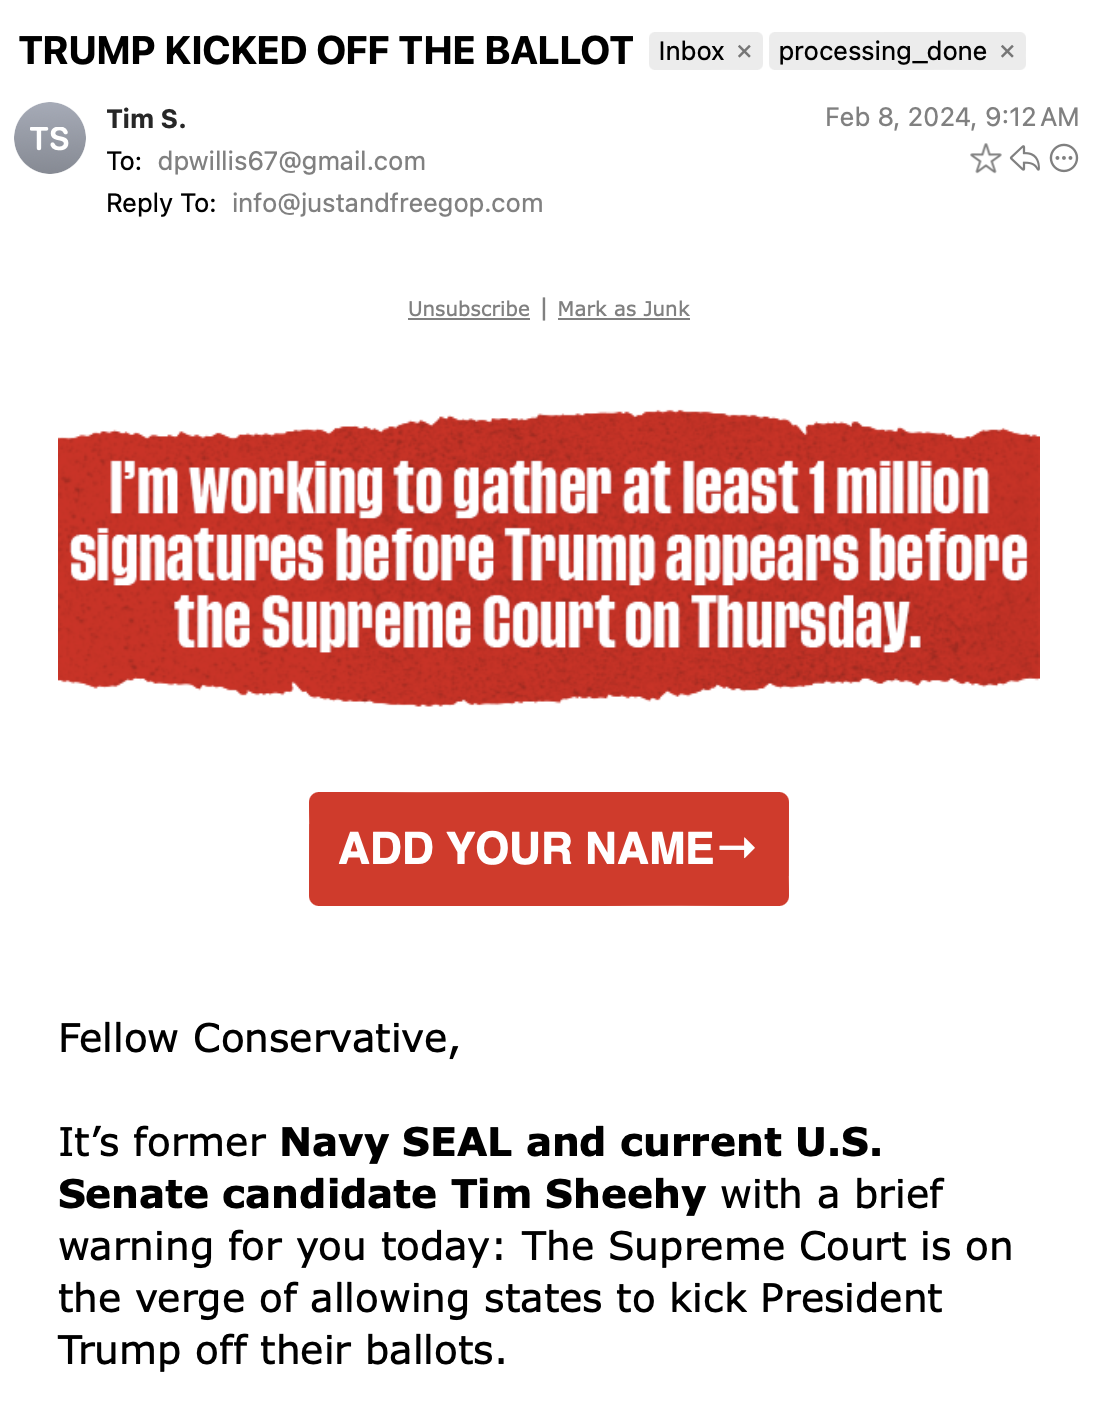 TRUMP KICKED OFF THE BALLOT Inbox × processing_done ×
TS
Tim S.
Feb 8, 2024, 9:12 AM
To: dpwillis67@gmail.com
Reply To: info@justandfreegop.com
Unsubscribe | Mark as Junk
I'm working to gather at least 1 million
signatures before Trump appears before
the Supreme Court on Thursday.
ADD YOUR NAME→
Fellow Conservative,
It’s former Navy SEAL and current U.S.
Senate candidate Tim Sheehy with a brief
warning for you today: The Supreme Court is on
the verge of allowing states to kick President
Trump off their ballots.